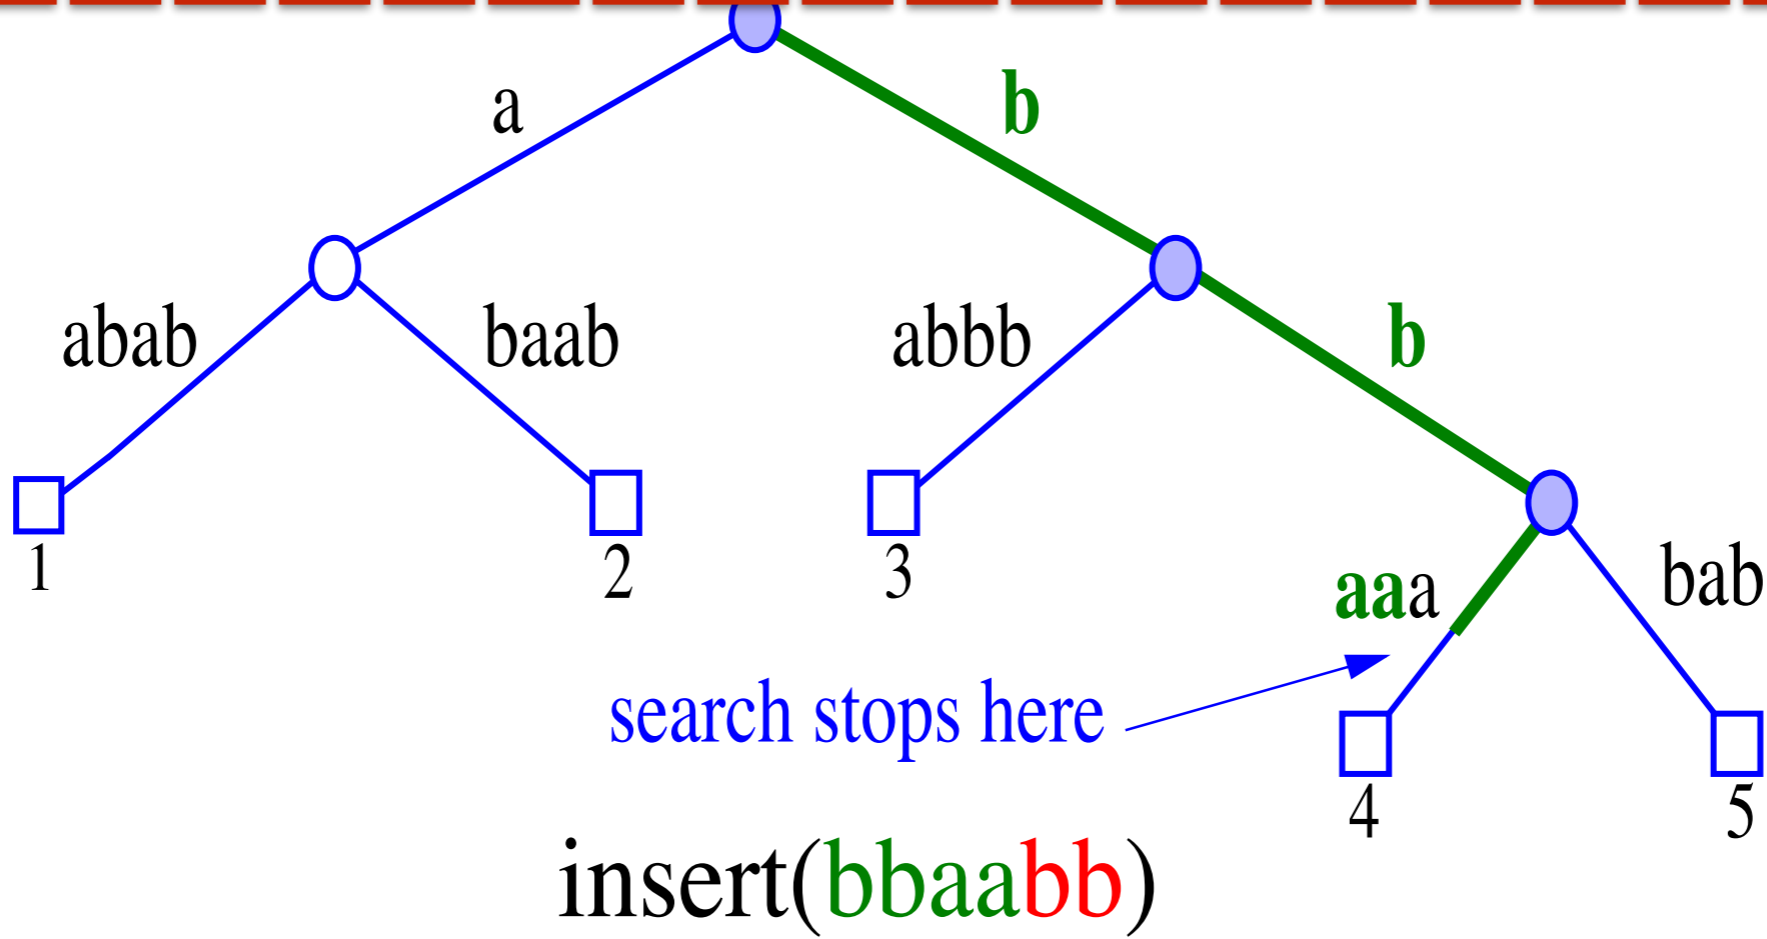 a b
abab baab abbb b
1 2 3 aaa bab
search stops here
4 5
insert(bbaabb)